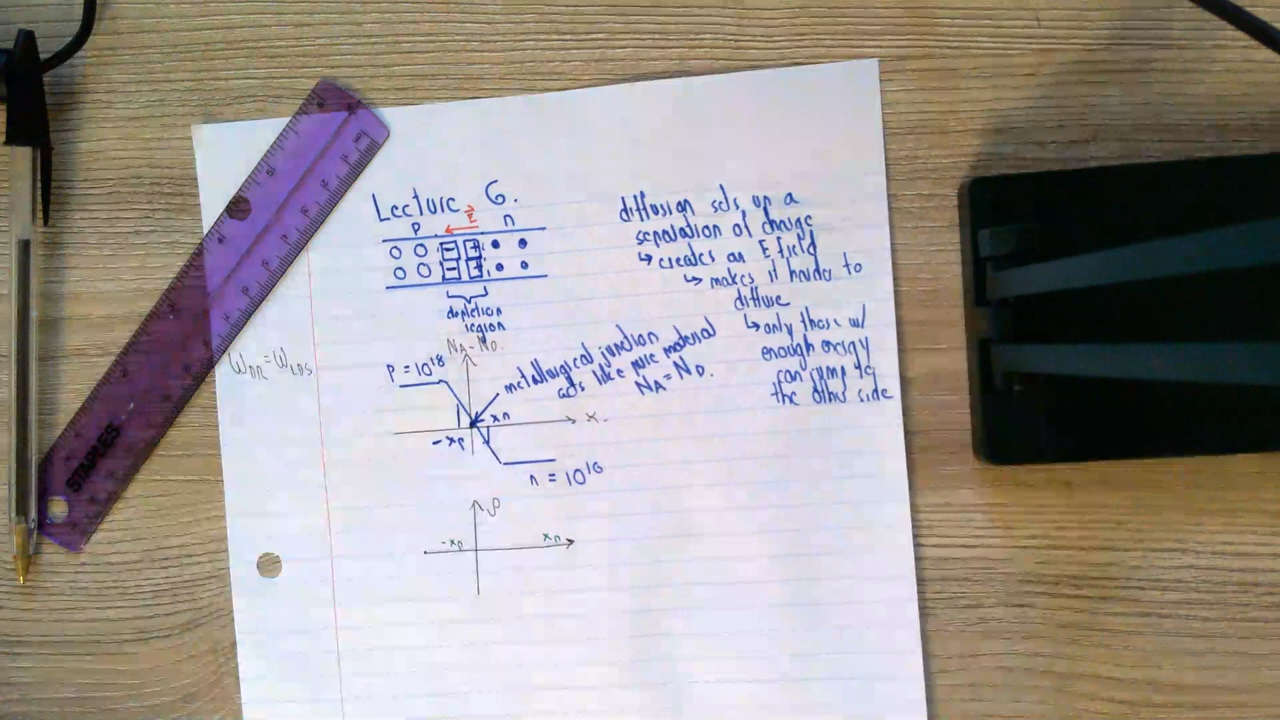 Lecture 6.
E
p n
depletion
region
diffusion sets up a
separation of charge
↳ creates an E field
↳ makes it harder to
diffuse
↳ only those w/
enough energy
can jump to
the other side
N_A - N_D
p = 10^18
metallurgical junction
acts like pure material
N_A = N_D.
x_n
x
-x_p
n = 10^16
ρ
-x_p x_n
STAPLES